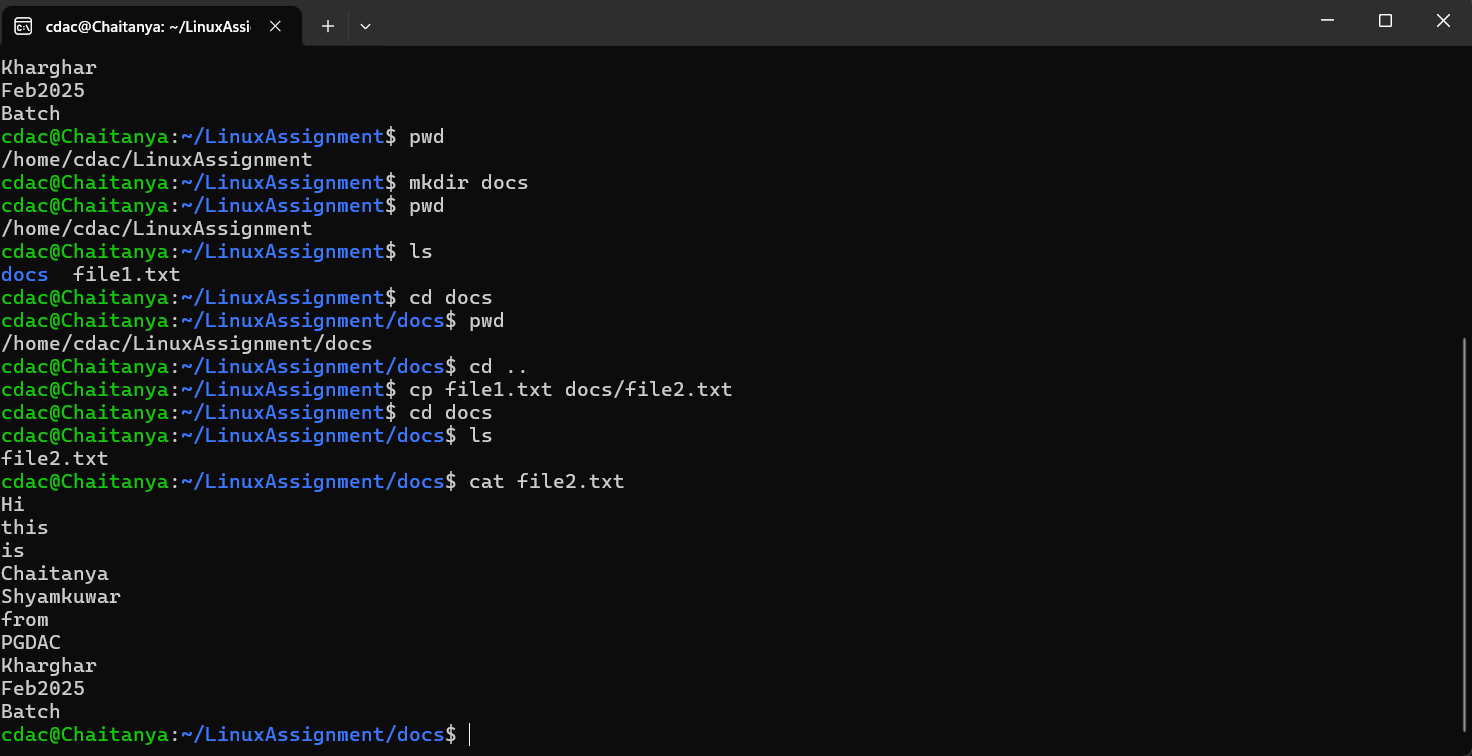 cdac@Chaitanya: ~/LinuxAssi
Kharghar
Feb2025
Batch
cdac@Chaitanya:~/LinuxAssignment$ pwd
/home/cdac/LinuxAssignment
cdac@Chaitanya:~/LinuxAssignment$ mkdir docs
cdac@Chaitanya:~/LinuxAssignment$ pwd
/home/cdac/LinuxAssignment
cdac@Chaitanya:~/LinuxAssignment$ ls
docs  file1.txt
cdac@Chaitanya:~/LinuxAssignment$ cd docs
cdac@Chaitanya:~/LinuxAssignment/docs$ pwd
/home/cdac/LinuxAssignment/docs
cdac@Chaitanya:~/LinuxAssignment/docs$ cd ..
cdac@Chaitanya:~/LinuxAssignment$ cp file1.txt docs/file2.txt
cdac@Chaitanya:~/LinuxAssignment$ cd docs
cdac@Chaitanya:~/LinuxAssignment/docs$ ls
file2.txt
cdac@Chaitanya:~/LinuxAssignment/docs$ cat file2.txt
Hi
this
is
Chaitanya
Shyamkuwar
from
PGDAC
Kharghar
Feb2025
Batch
cdac@Chaitanya:~/LinuxAssignment/docs$